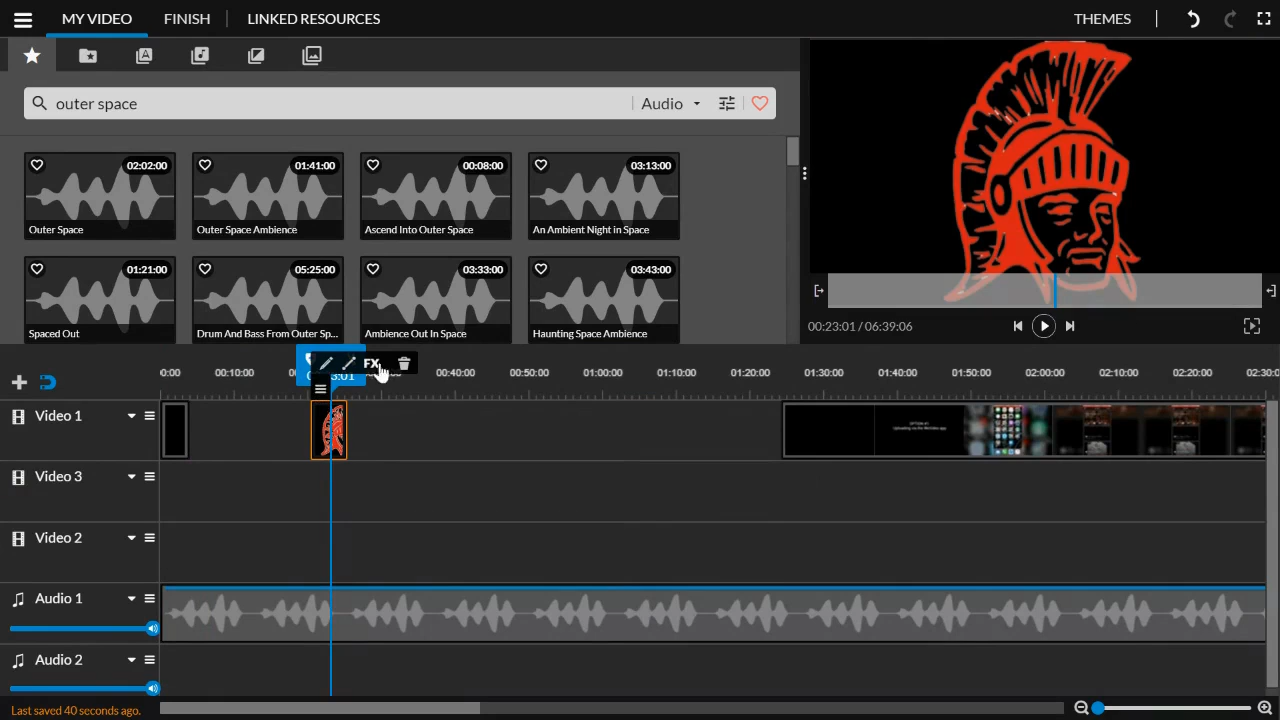 MY VIDEO FINISH LINKED RESOURCES THEMES
outer space Audio
02:02:00 01:41:00 00:08:00 03:13:00
Outer Space Outer Space Ambience Ascend Into Outer Space An Ambient Night in Space
01:21:00 05:25:00 03:33:00 03:43:00
Spaced Out Drum And Bass From Outer Sp... Ambience Out In Space Haunting Space Ambience
00:23:01 / 06:39:06
FX
0:00 00:10:00 3:01 00:40:00 00:50:00 01:00:00 01:10:00 01:20:00 01:30:00 01:40:00 01:50:00 02:00:00 02:10:00 02:20:00 02:30:0
Video 1
Video 3
Video 2
Audio 1
Audio 2
Last saved 40 seconds ago.